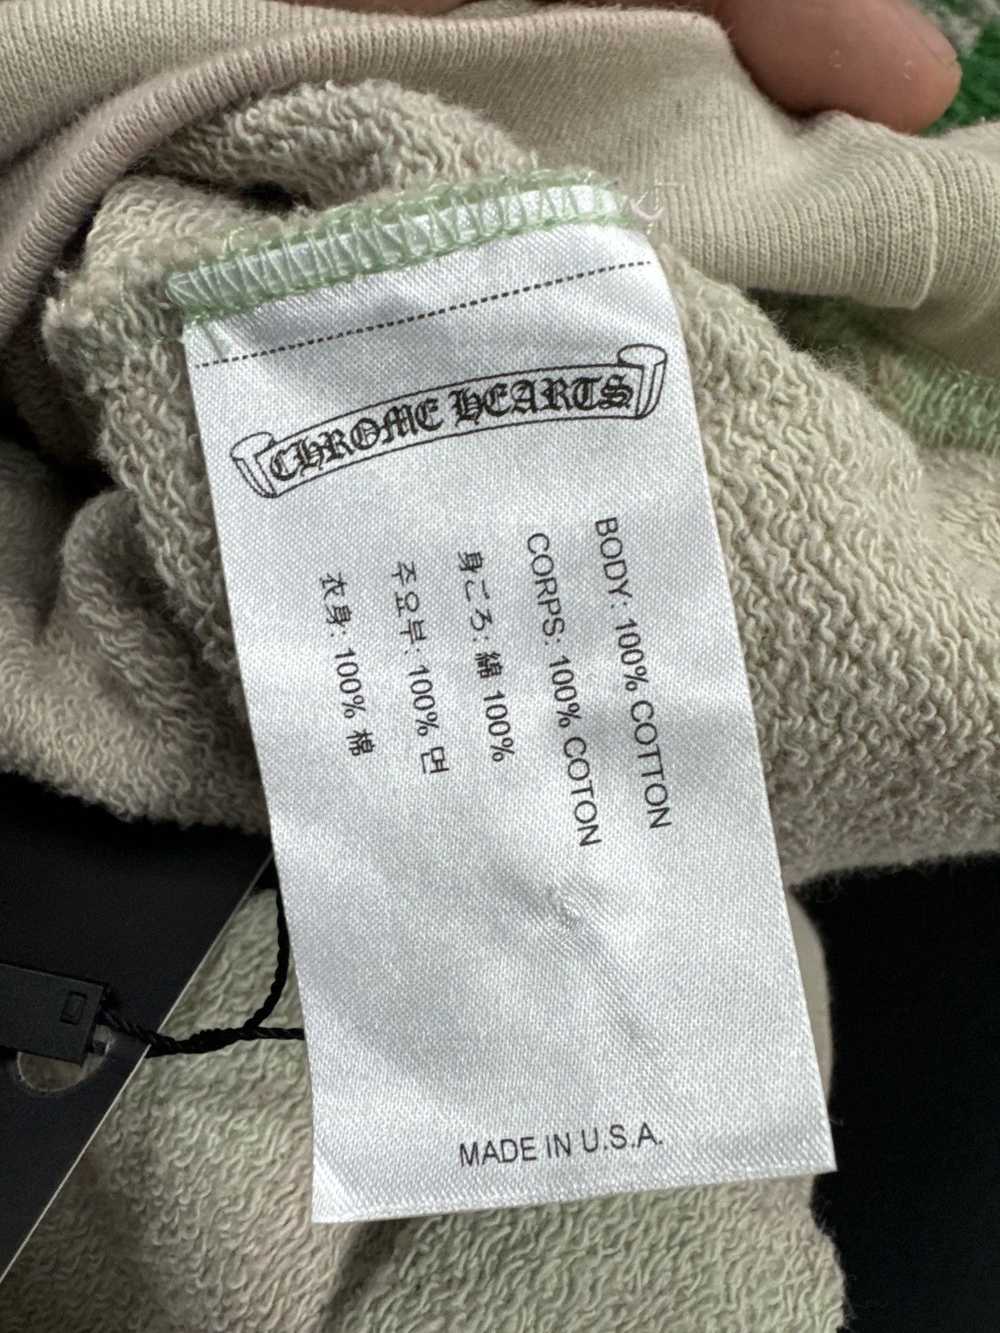 CHROME HEARTS
BODY: 100% COTTON
CORPS: 100% COTON
身ごろ: 綿 100%
주요부: 100% 면
衣身: 100% 棉
MADE IN U.S.A.